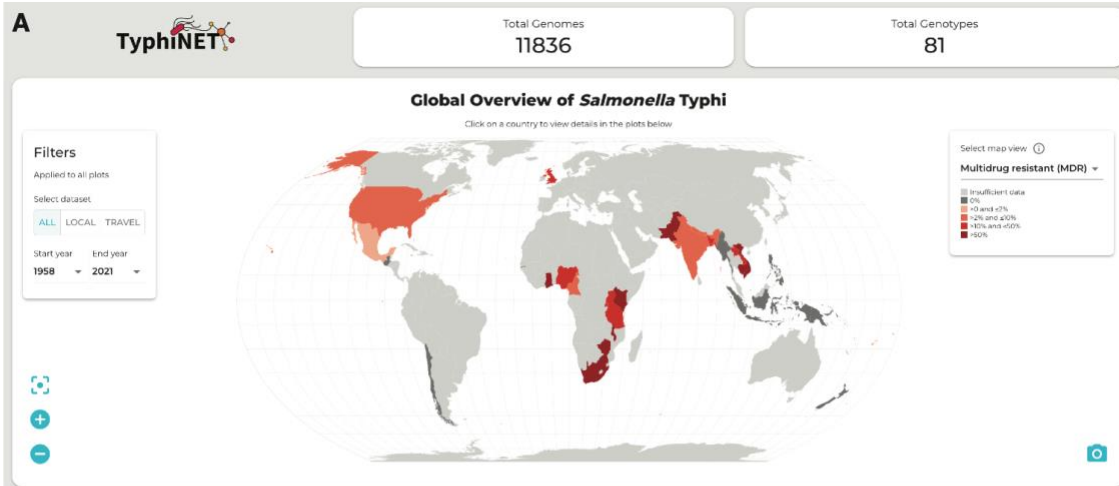 A
TyphiNET
Total Genomes
11836
Total Genotypes
81
Global Overview of Salmonella Typhi
Click on a country to view details in the plots below
Filters
Applied to all plots
Select dataset
ALL LOCAL TRAVEL
Start year End year
1958 2021
Select map view
Multidrug resistant (MDR)
Insufficient data
0%
>0 and ≤2%
>2% and ≤10%
>10% and ≤50%
>50%